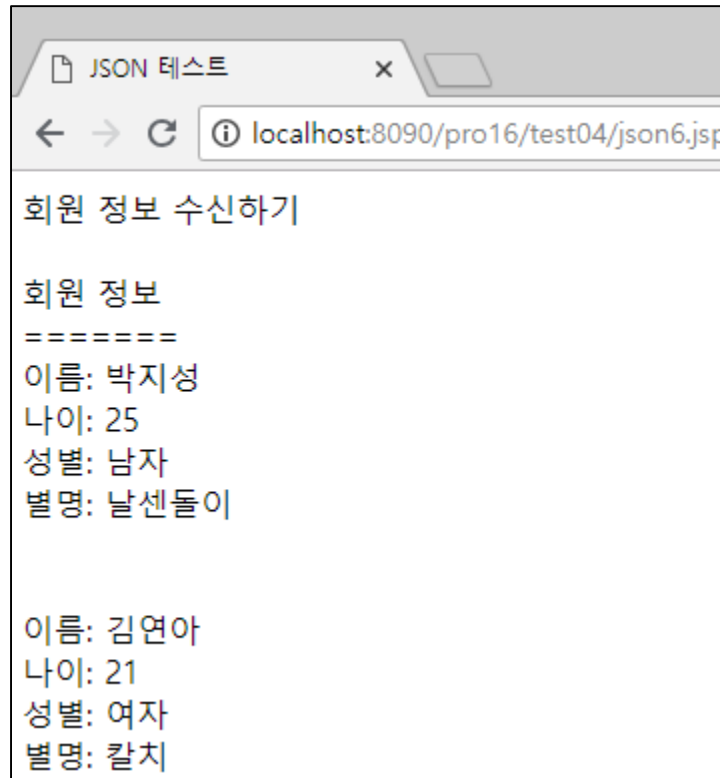 JSON 테스트
localhost:8090/pro16/test04/json6.jsp
회원 정보 수신하기
회원 정보
=======
이름: 박지성
나이: 25
성별: 남자
별명: 날센돌이
이름: 김연아
나이: 21
성별: 여자
별명: 칼치